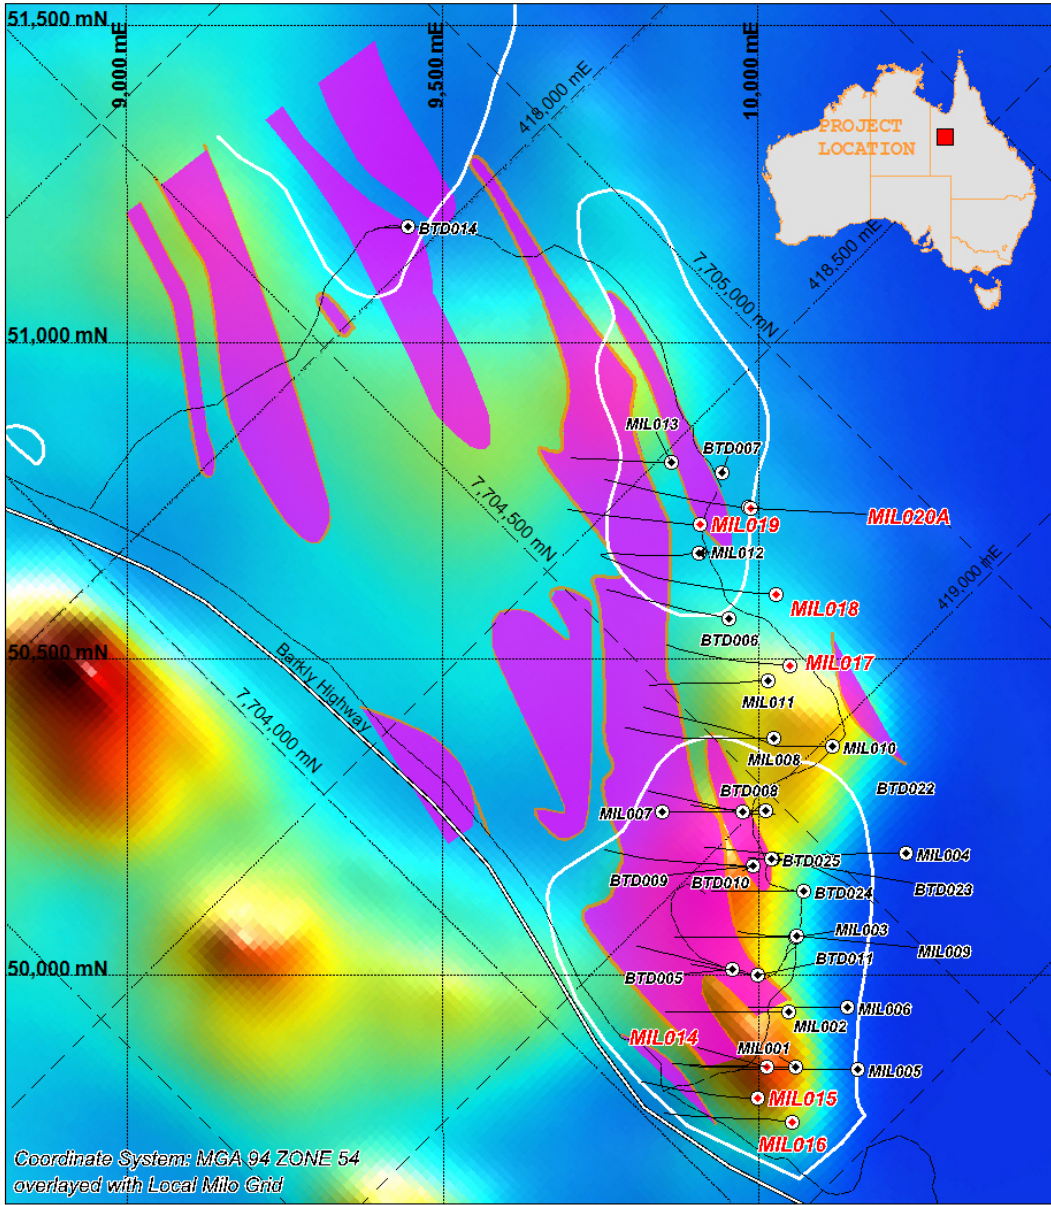 51,500 mN
9,000 mE
9,500 mE
10,000 mE
418,000 mE
PROJECT
LOCATION
BTD014
418,500 mE
7,705,000 mN
51,000 mN
MIL013
BTD007
7,704,500 mN
MIL020A
MIL019
MIL012
419,000 mE
MIL018
BTD006
50,500 mN
MIL017
Barkly Highway
7,704,000 mN
MIL011
MIL010
MIL008
BTD022
BTD008
MIL007
BTD025
MIL004
BTD009
BTD010
BTD024
BTD023
MIL003
MIL009
BTD011
50,000 mN
BTD005
MIL006
MIL002
MIL014
MIL001
MIL005
MIL015
MIL016
Coordinate System: MGA 94 ZONE 54
overlayed with Local Milo Grid